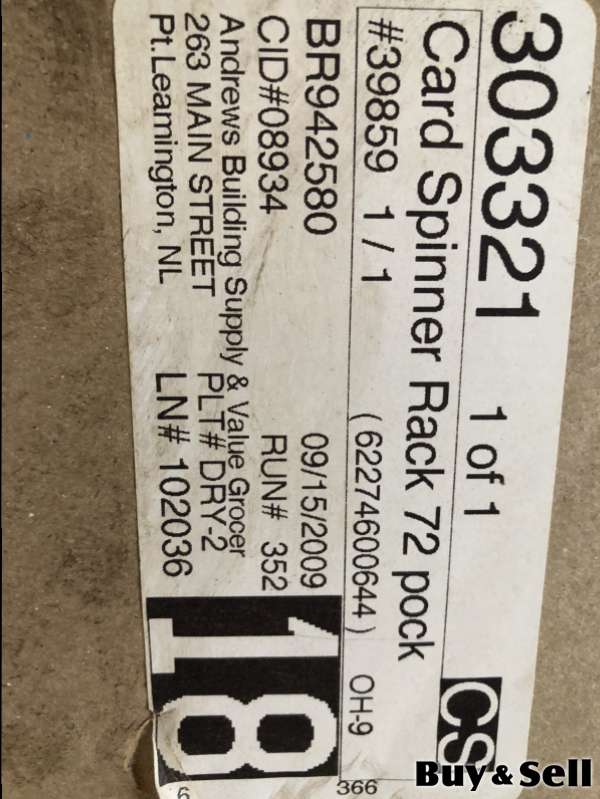 303321 1 of 1 CS
Card Spinner Rack 72 pock
#39859 1 / 1 (62274600644) OH-9
366
BR942580 09/15/2009
CID#08934 RUN# 352
Andrews Building Supply & Value Grocer
263 MAIN STREET PLT# DRY-2
Pt.Leamington, NL LN# 102036
18
6
Buy & Sell